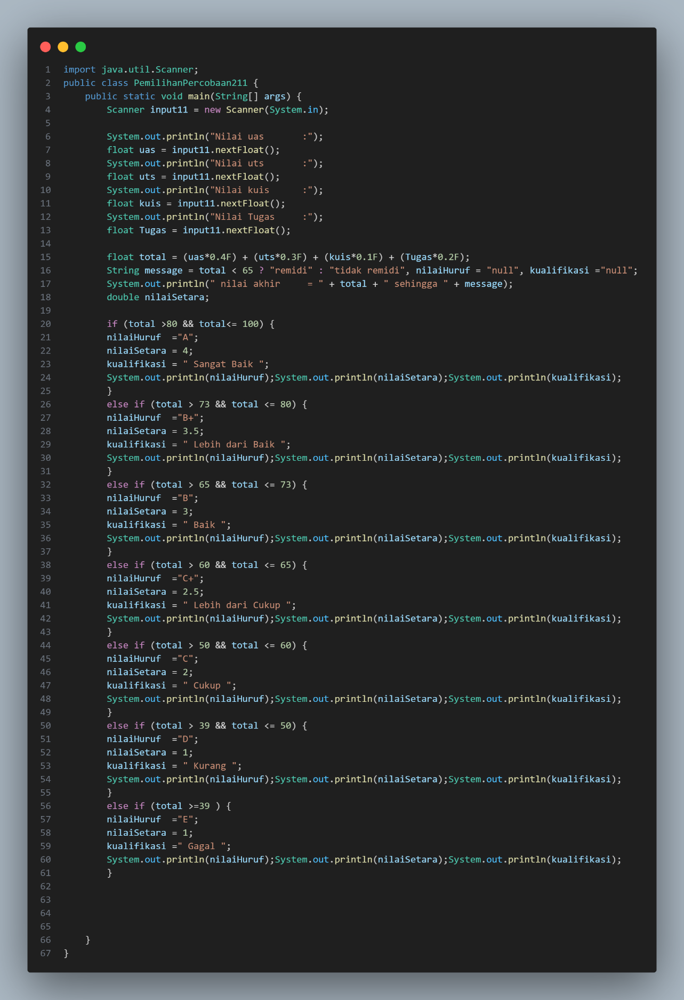 1 import java.util.Scanner;
2 public class PemilihanPercobaan211 {
3     public static void main(String[] args) {
4         Scanner input11 = new Scanner(System.in);
5
6         System.out.println("Nilai uas       :");
7         float uas = input11.nextFloat();
8         System.out.println("Nilai uts       :");
9         float uts = input11.nextFloat();
10         System.out.println("Nilai kuis      :");
11         float kuis = input11.nextFloat();
12         System.out.println("Nilai Tugas     :");
13         float Tugas = input11.nextFloat();
14
15         float total = (uas*0.4F) + (uts*0.3F) + (kuis*0.1F) + (Tugas*0.2F);
16         String message = total < 65 ? "remidi" : "tidak remidi", nilaiHuruf = "null", kualifikasi ="null";
17         System.out.println(" nilai akhir     = " + total + " sehingga " + message);
18         double nilaiSetara;
19
20         if (total >80 && total<= 100) {
21         nilaiHuruf  ="A";
22         nilaiSetara = 4;
23         kualifikasi = " Sangat Baik ";
24         System.out.println(nilaiHuruf);System.out.println(nilaiSetara);System.out.println(kualifikasi);
25         }
26         else if (total > 73 && total <= 80) {
27         nilaiHuruf  ="B+";
28         nilaiSetara = 3.5;
29         kualifikasi = " Lebih dari Baik ";
30         System.out.println(nilaiHuruf);System.out.println(nilaiSetara);System.out.println(kualifikasi);
31         }
32         else if (total > 65 && total <= 73) {
33         nilaiHuruf  ="B";
34         nilaiSetara = 3;
35         kualifikasi = " Baik ";
36         System.out.println(nilaiHuruf);System.out.println(nilaiSetara);System.out.println(kualifikasi);
37         }
38         else if (total > 60 && total <= 65) {
39         nilaiHuruf  ="C+";
40         nilaiSetara = 2.5;
41         kualifikasi = " Lebih dari Cukup ";
42         System.out.println(nilaiHuruf);System.out.println(nilaiSetara);System.out.println(kualifikasi);
43         }
44         else if (total > 50 && total <= 60) {
45         nilaiHuruf  ="C";
46         nilaiSetara = 2;
47         kualifikasi = " Cukup ";
48         System.out.println(nilaiHuruf);System.out.println(nilaiSetara);System.out.println(kualifikasi);
49         }
50         else if (total > 39 && total <= 50) {
51         nilaiHuruf  ="D";
52         nilaiSetara = 1;
53         kualifikasi = " Kurang ";
54         System.out.println(nilaiHuruf);System.out.println(nilaiSetara);System.out.println(kualifikasi);
55         }
56         else if (total >=39 ) {
57         nilaiHuruf  ="E";
58         nilaiSetara = 1;
59         kualifikasi =" Gagal ";
60         System.out.println(nilaiHuruf);System.out.println(nilaiSetara);System.out.println(kualifikasi);
61         }
62
63
64
65
66     }
67 }